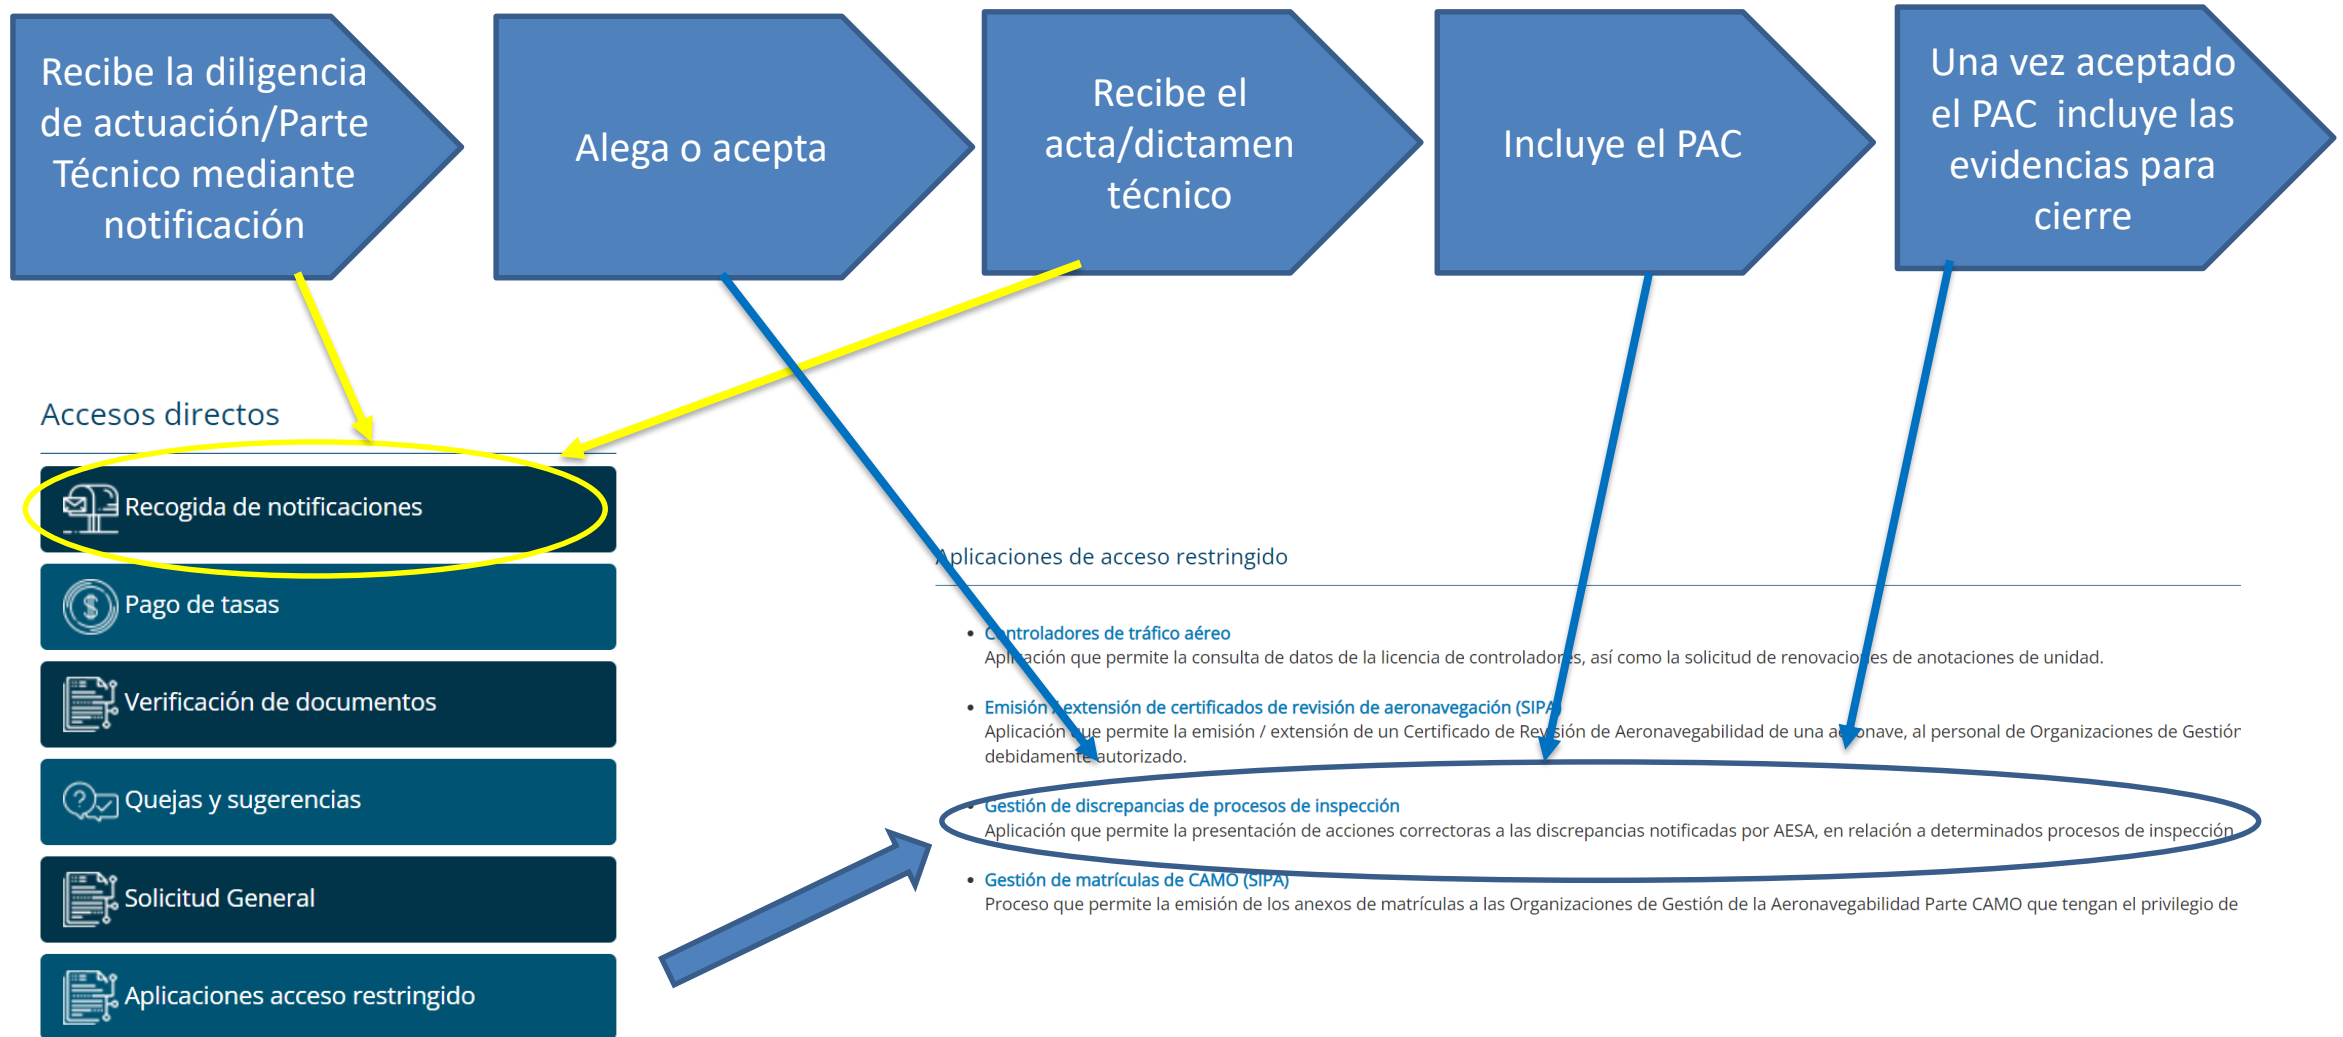 Recibe la diligencia
de actuación/Parte
Técnico mediante
notificación
Alega o acepta
Recibe el
acta/dictamen
técnico
Incluye el PAC
Una vez aceptado
el PAC incluye las
evidencias para
cierre
Accesos directos
Recogida de notificaciones
Pago de tasas
Verificación de documentos
Quejas y sugerencias
Solicitud General
Aplicaciones acceso restringido
Aplicaciones de acceso restringido
• Controladores de tráfico aéreo
Aplicación que permite la consulta de datos de la licencia de controladores, así como la solicitud de renovaciones de anotaciones de unidad.
• Emisión / extensión de certificados de revisión de aeronavegación (SIPA)
Aplicación que permite la emisión / extensión de un Certificado de Revisión de Aeronavegabilidad de una aeronave, al personal de Organizaciones de Gestión
debidamente autorizado.
• Gestión de discrepancias de procesos de inspección
Aplicación que permite la presentación de acciones correctoras a las discrepancias notificadas por AESA, en relación a determinados procesos de inspección
• Gestión de matrículas de CAMO (SIPA)
Proceso que permite la emisión de los anexos de matrículas a las Organizaciones de Gestión de la Aeronavegabilidad Parte CAMO que tengan el privilegio de